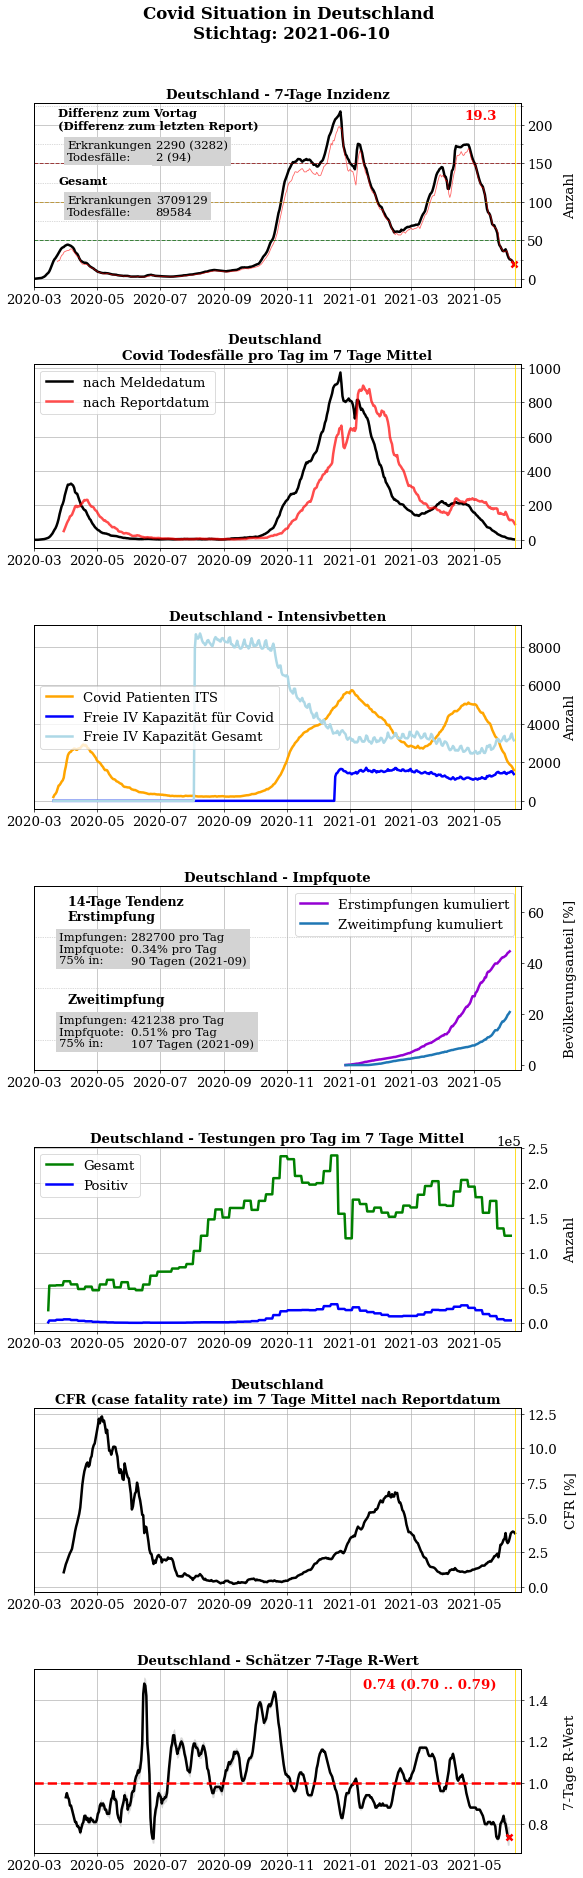 Covid Situation in Deutschland
Stichtag: 2021-06-10
Deutschland - 7-Tage Inzidenz
Differenz zum Vortag
(Differenz zum letzten Report)
Erkrankungen 2290 (3282)
Todesfälle: 2 (94)
Gesamt
Erkrankungen 3709129
Todesfälle: 89584
19.3
200
150
100
50
0
Anzahl
2020-03 2020-05 2020-07 2020-09 2020-11 2021-01 2021-03 2021-05
Deutschland
Covid Todesfälle pro Tag im 7 Tage Mittel
nach Meldedatum
nach Reportdatum
1000
800
600
400
200
0
2020-03 2020-05 2020-07 2020-09 2020-11 2021-01 2021-03 2021-05
Deutschland - Intensivbetten
Covid Patienten ITS
Freie IV Kapazität für Covid
Freie IV Kapazität Gesamt
8000
6000
4000
2000
0
Anzahl
2020-03 2020-05 2020-07 2020-09 2020-11 2021-01 2021-03 2021-05
Deutschland - Impfquote
14-Tage Tendenz
Erstimpfung
Impfungen: 282700 pro Tag
Impfquote: 0.34% pro Tag
75% in: 90 Tagen (2021-09)
Zweitimpfung
Impfungen: 421238 pro Tag
Impfquote: 0.51% pro Tag
75% in: 107 Tagen (2021-09)
Erstimpfungen kumuliert
Zweitimpfung kumuliert
60
40
20
0
Bevölkerungsanteil [%]
2020-03 2020-05 2020-07 2020-09 2020-11 2021-01 2021-03 2021-05
Deutschland - Testungen pro Tag im 7 Tage Mittel
1e5
Gesamt
Positiv
2.5
2.0
1.5
1.0
0.5
0.0
Anzahl
2020-03 2020-05 2020-07 2020-09 2020-11 2021-01 2021-03 2021-05
Deutschland
CFR (case fatality rate) im 7 Tage Mittel nach Reportdatum
12.5
10.0
7.5
5.0
2.5
0.0
CFR [%]
2020-03 2020-05 2020-07 2020-09 2020-11 2021-01 2021-03 2021-05
Deutschland - Schätzer 7-Tage R-Wert
0.74 (0.70 .. 0.79)
1.4
1.2
1.0
0.8
7-Tage R-Wert
2020-03 2020-05 2020-07 2020-09 2020-11 2021-01 2021-03 2021-05